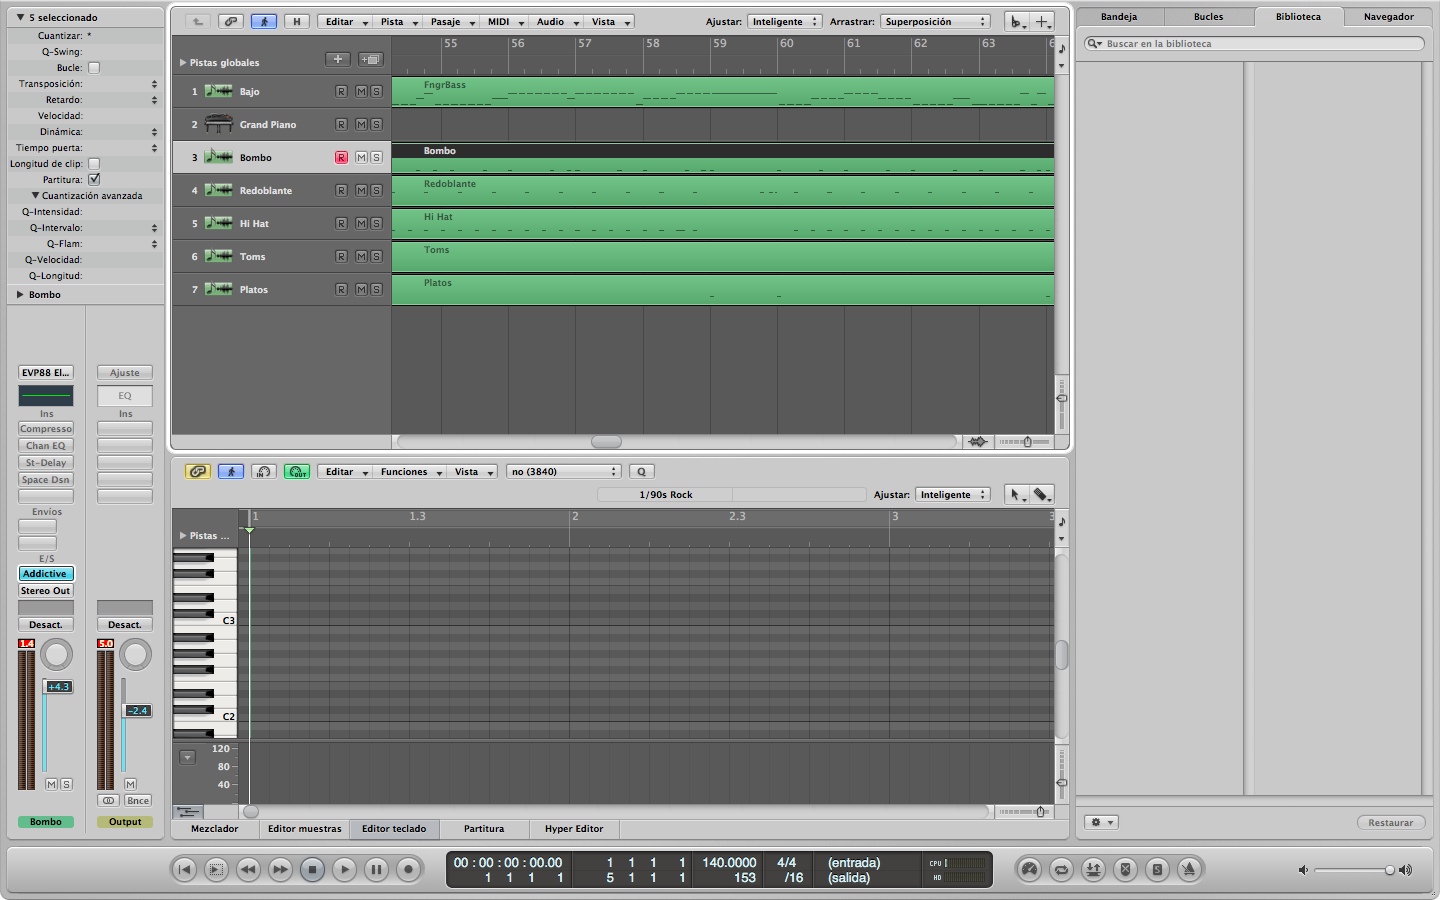 5 seleccionado
Cuantizar: *
Q-Swing:
Bucle:
Transposición:
Retardo:
Velocidad:
Dinámica:
Tiempo puerta:
Longitud de clip:
Partitura:
Cuantización avanzada
Q-Intensidad:
Q-Intervalo:
Q-Flam:
Q-Velocidad:
Q-Longitud:
Bombo
EVP88 El... Ajuste
EQ
Ins Ins
Compresso
Chan EQ
St-Delay
Space Dsn
Envíos
E/S
Addictive
Stereo Out
Desact. Desact.
1.4 5.0
+4.3
-2.4
M S M
Bnce
Bombo Output
H Editar Pista Pasaje MIDI Audio Vista Ajustar: Inteligente Arrastrar: Superposición
55 56 57 58 59 60 61 62 63 6
Pistas globales
1 Bajo R M S FngrBass
2 Grand Piano R M S
3 Bombo R M S Bombo
4 Redoblante R M S Redoblante
5 Hi Hat R M S Hi Hat
6 Toms R M S Toms
7 Platos R M S Platos
IN OUT Editar Funciones Vista no (3840) Q
1/90s Rock Ajustar: Inteligente
1 1.3 2 2.3 3 3
Pistas ...
C3
C2
120
80
40
Mezclador Editor muestras Editor teclado Partitura Hyper Editor
Bandeja Bucles Biblioteca Navegador
Buscar en la biblioteca
Restaurar
00 : 00 : 00 : 00.00 1 1 1 1 140.0000 4/4 (entrada) CPU
1 1 1 1 5 1 1 1 153 /16 (salida) HD
S